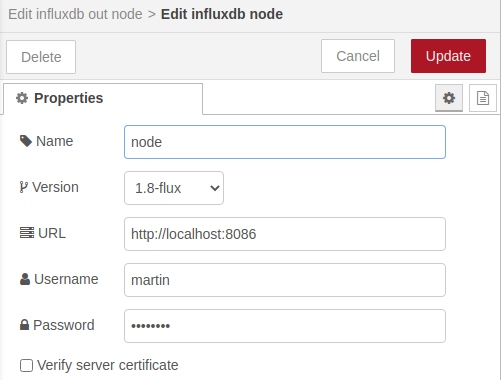 Edit influxdb out node > Edit influxdb node
Delete
Cancel
Update
Properties
Name
node
Version
1.8-flux
URL
http://localhost:8086
Username
martin
Password
••••••••
Verify server certificate